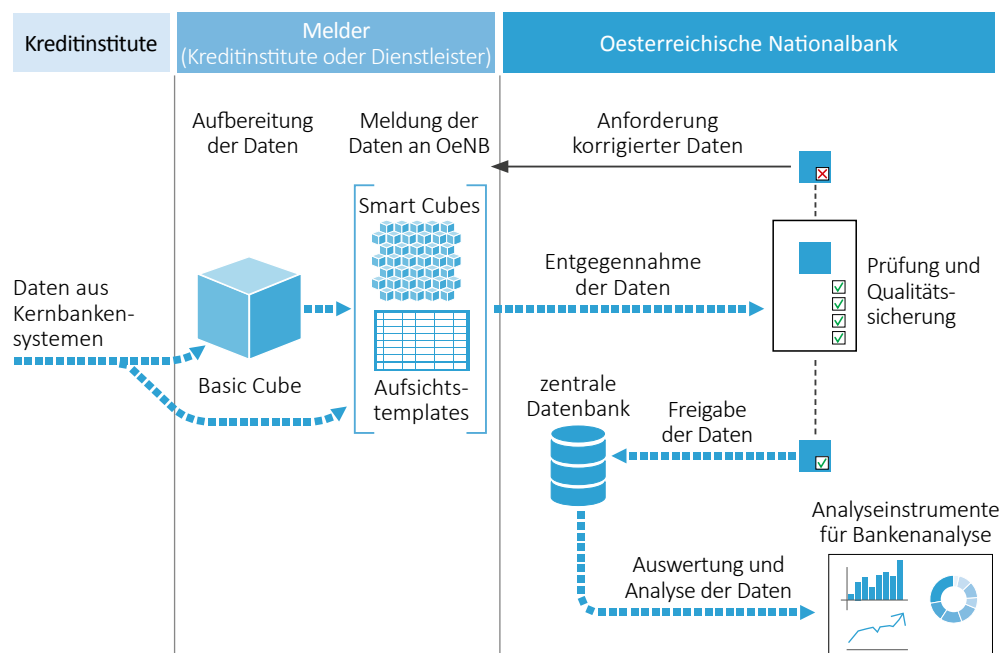 Kreditinstitute
Melder
(Kreditinstitute oder Dienstleister)
Oesterreichische Nationalbank
Aufbereitung
der Daten
Meldung der
Daten an OeNB
Anforderung
korrigierter Daten
Smart Cubes
Daten aus
Kernbanken-
systemen
Basic Cube
Aufsichts-
templates
Entgegennahme
der Daten
Prüfung und
Qualitäts-
sicherung
zentrale
Datenbank
Freigabe
der Daten
Analyseinstrumente
für Bankenanalyse
Auswertung und
Analyse der Daten